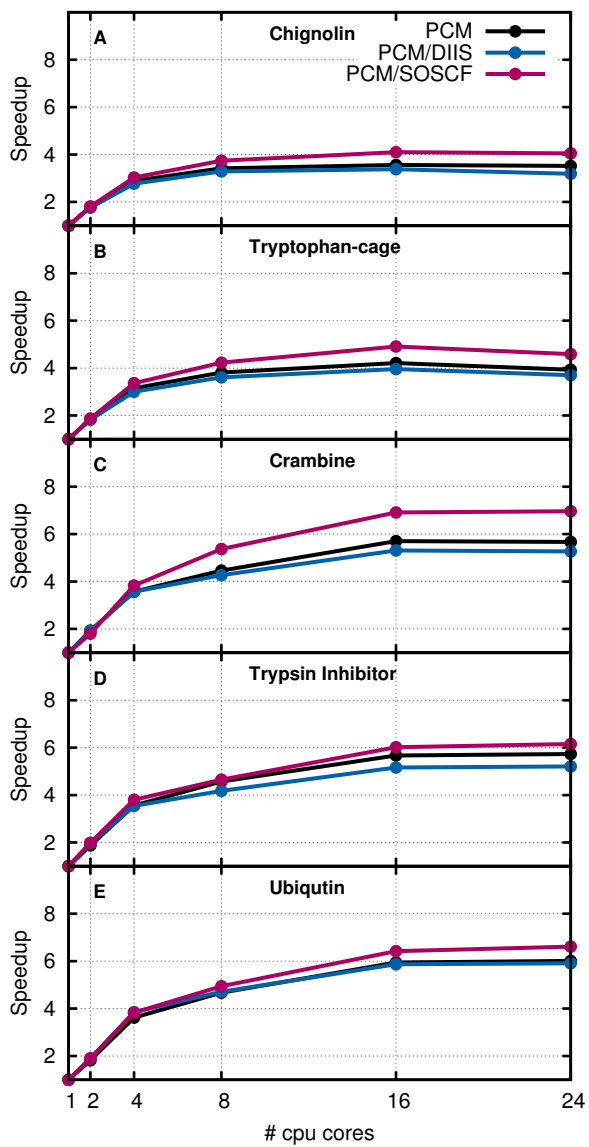 A
Chignolin
PCM
PCM/DIIS
PCM/SOSCF
Speedup
8
6
4
2
B
Tryptophan-cage
Speedup
8
6
4
2
C
Crambine
Speedup
8
6
4
2
D
Trypsin Inhibitor
Speedup
8
6
4
2
E
Ubiqutin
Speedup
8
6
4
2
1 2 4 8 16 24
# cpu cores